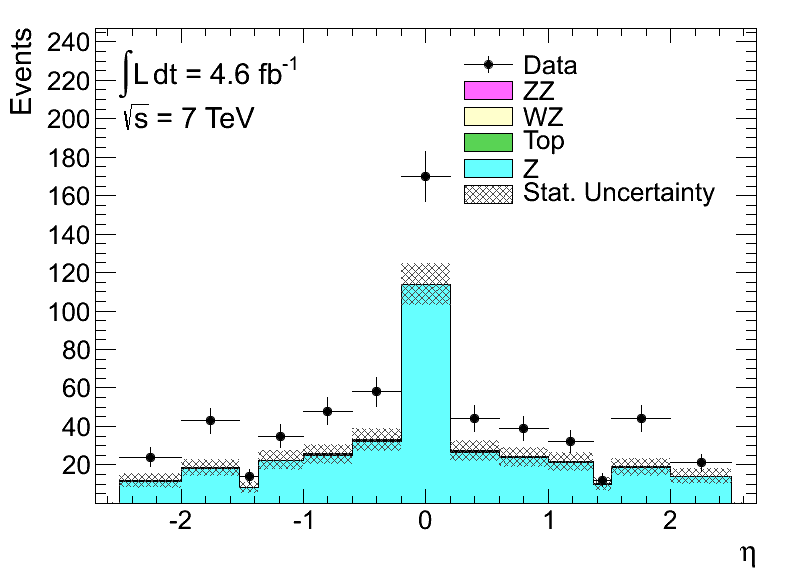 Events
240
220
200
180
160
140
120
100
80
60
40
20
∫L dt = 4.6 fb⁻¹
√s = 7 TeV
Data
ZZ
WZ
Top
Z
Stat. Uncertainty
-2 -1 0 1 2
η